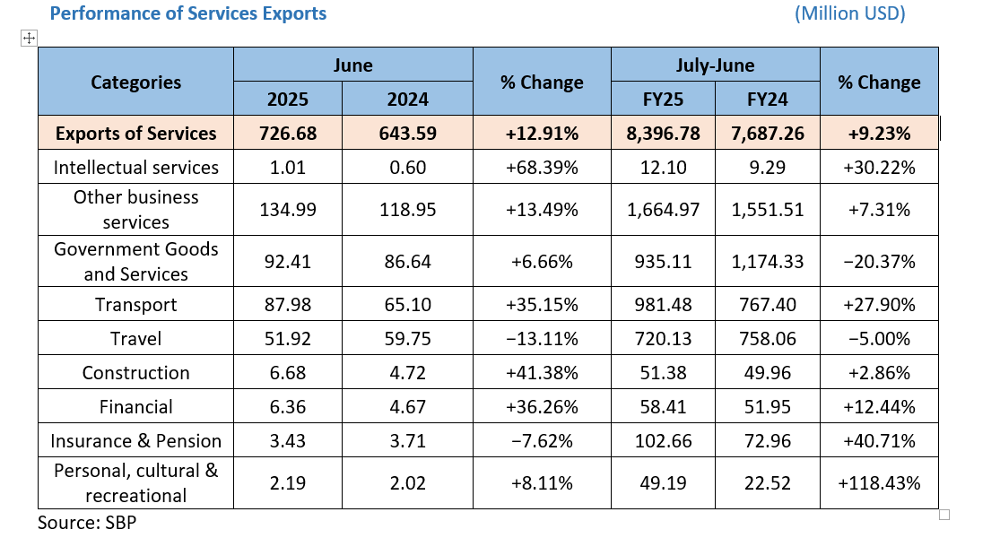 Performance of Services Exports (Million USD)
Categories June % Change July-June % Change
2025 2024 FY25 FY24
Exports of Services 726.68 643.59 +12.91% 8,396.78 7,687.26 +9.23%
Intellectual services 1.01 0.60 +68.39% 12.10 9.29 +30.22%
Other business
services 134.99 118.95 +13.49% 1,664.97 1,551.51 +7.31%
Government Goods
and Services 92.41 86.64 +6.66% 935.11 1,174.33 −20.37%
Transport 87.98 65.10 +35.15% 981.48 767.40 +27.90%
Travel 51.92 59.75 −13.11% 720.13 758.06 −5.00%
Construction 6.68 4.72 +41.38% 51.38 49.96 +2.86%
Financial 6.36 4.67 +36.26% 58.41 51.95 +12.44%
Insurance & Pension 3.43 3.71 −7.62% 102.66 72.96 +40.71%
Personal, cultural &
recreational 2.19 2.02 +8.11% 49.19 22.52 +118.43%
Source: SBP